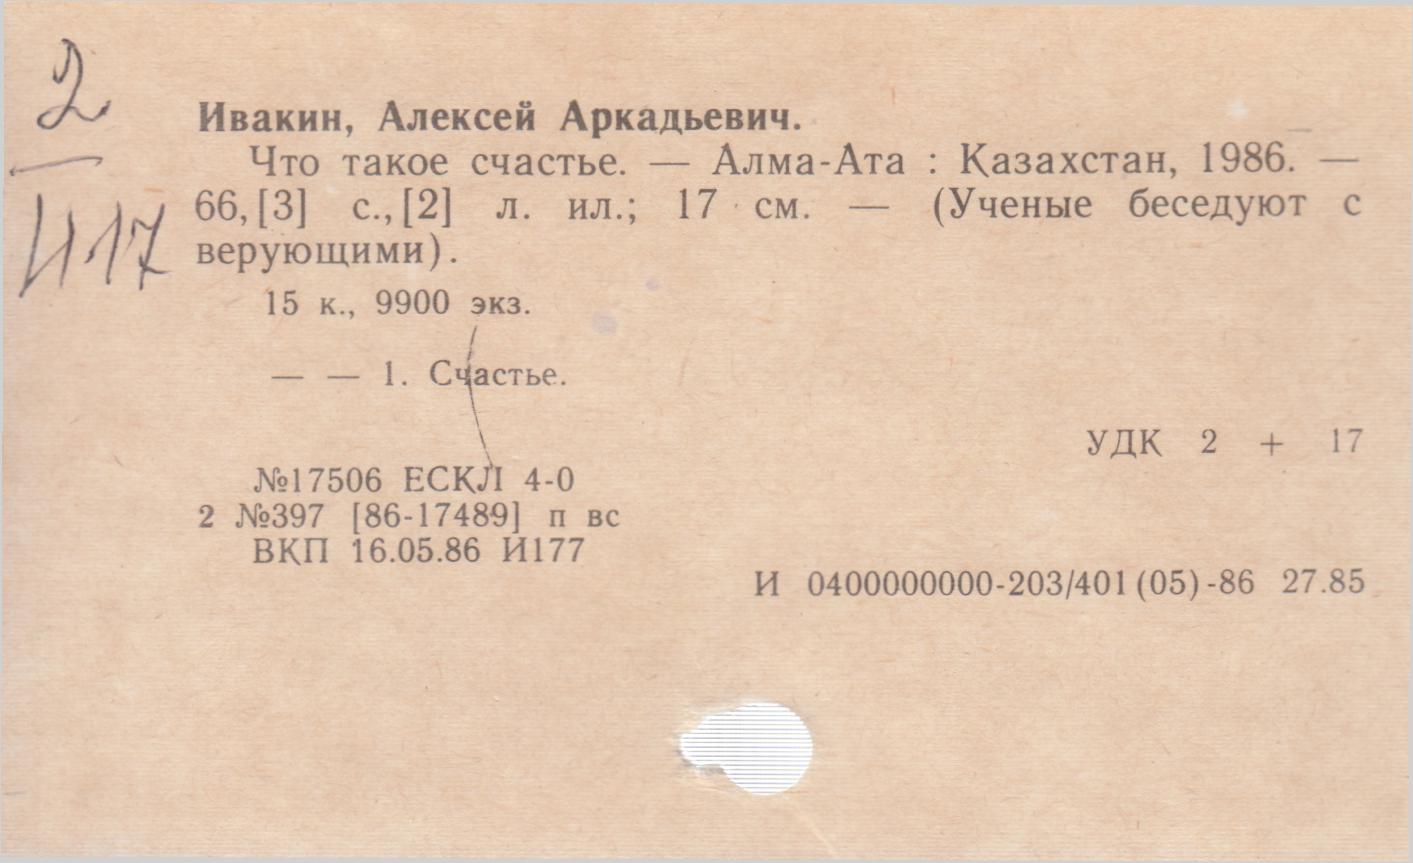 2
И17
Ивакин, Алексей Аркадьевич.
Что такое счастье. — Алма-Ата : Казахстан, 1986. —
66,[3] с.,[2] л. ил.; 17 см. — (Ученые беседуют с
верующими).
15 к., 9900 экз.
— — 1. Счастье.
УДК 2 + 17
№17506 ЕСКЛ 4-0
2 №397 [86-17489] п вс
ВКП 16.05.86 И177
И 0400000000-203/401(05)-86 27.85